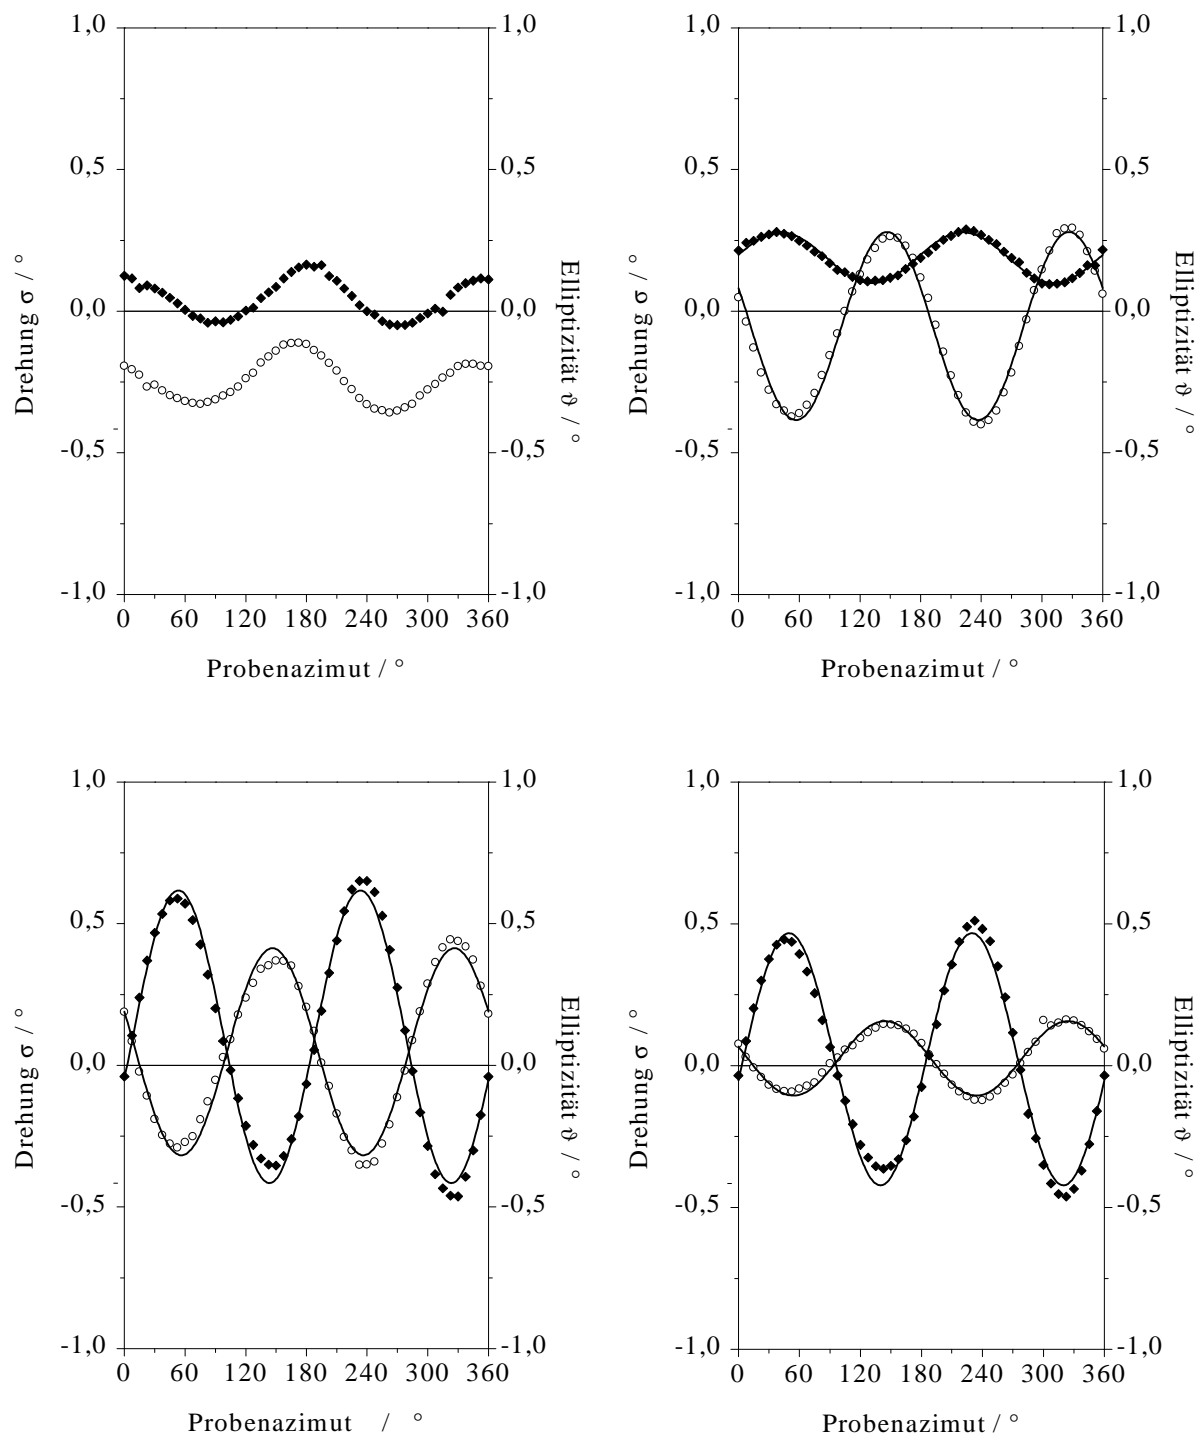 1,0 1,0 1,0 1,0
0,5 0,5 0,5 0,5
0,0 0,0 0,0 0,0
-0,5 -0,5 -0,5 -0,5
-1,0 -1,0 -1,0 -1,0
Drehung σ / °
Elliptizität ϑ / °
Drehung σ / °
Elliptizität ϑ / °
0 60 120 180 240 300 360 0 60 120 180 240 300 360
Probenazimut / ° Probenazimut / °
1,0 1,0 1,0 1,0
0,5 0,5 0,5 0,5
0,0 0,0 0,0 0,0
-0,5 -0,5 -0,5 -0,5
-1,0 -1,0 -1,0 -1,0
Drehung σ / °
Elliptizität ϑ / °
Drehung σ / °
Elliptizität ϑ / °
0 60 120 180 240 300 360 0 60 120 180 240 300 360
Probenazimut / ° Probenazimut / °